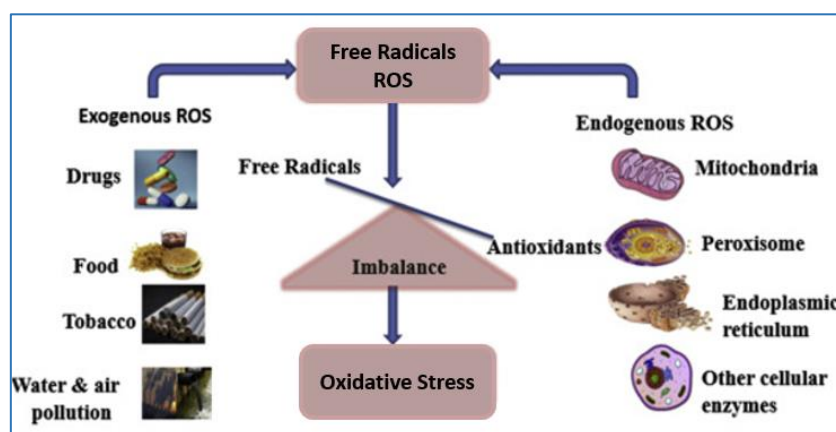 Free Radicals
ROS
Exogenous ROS
Drugs
Food
Tobacco
Water & air
pollution
Free Radicals
Antioxidants
Imbalance
Oxidative Stress
Endogenous ROS
Mitochondria
Peroxisome
Endoplasmic
reticulum
Other cellular
enzymes